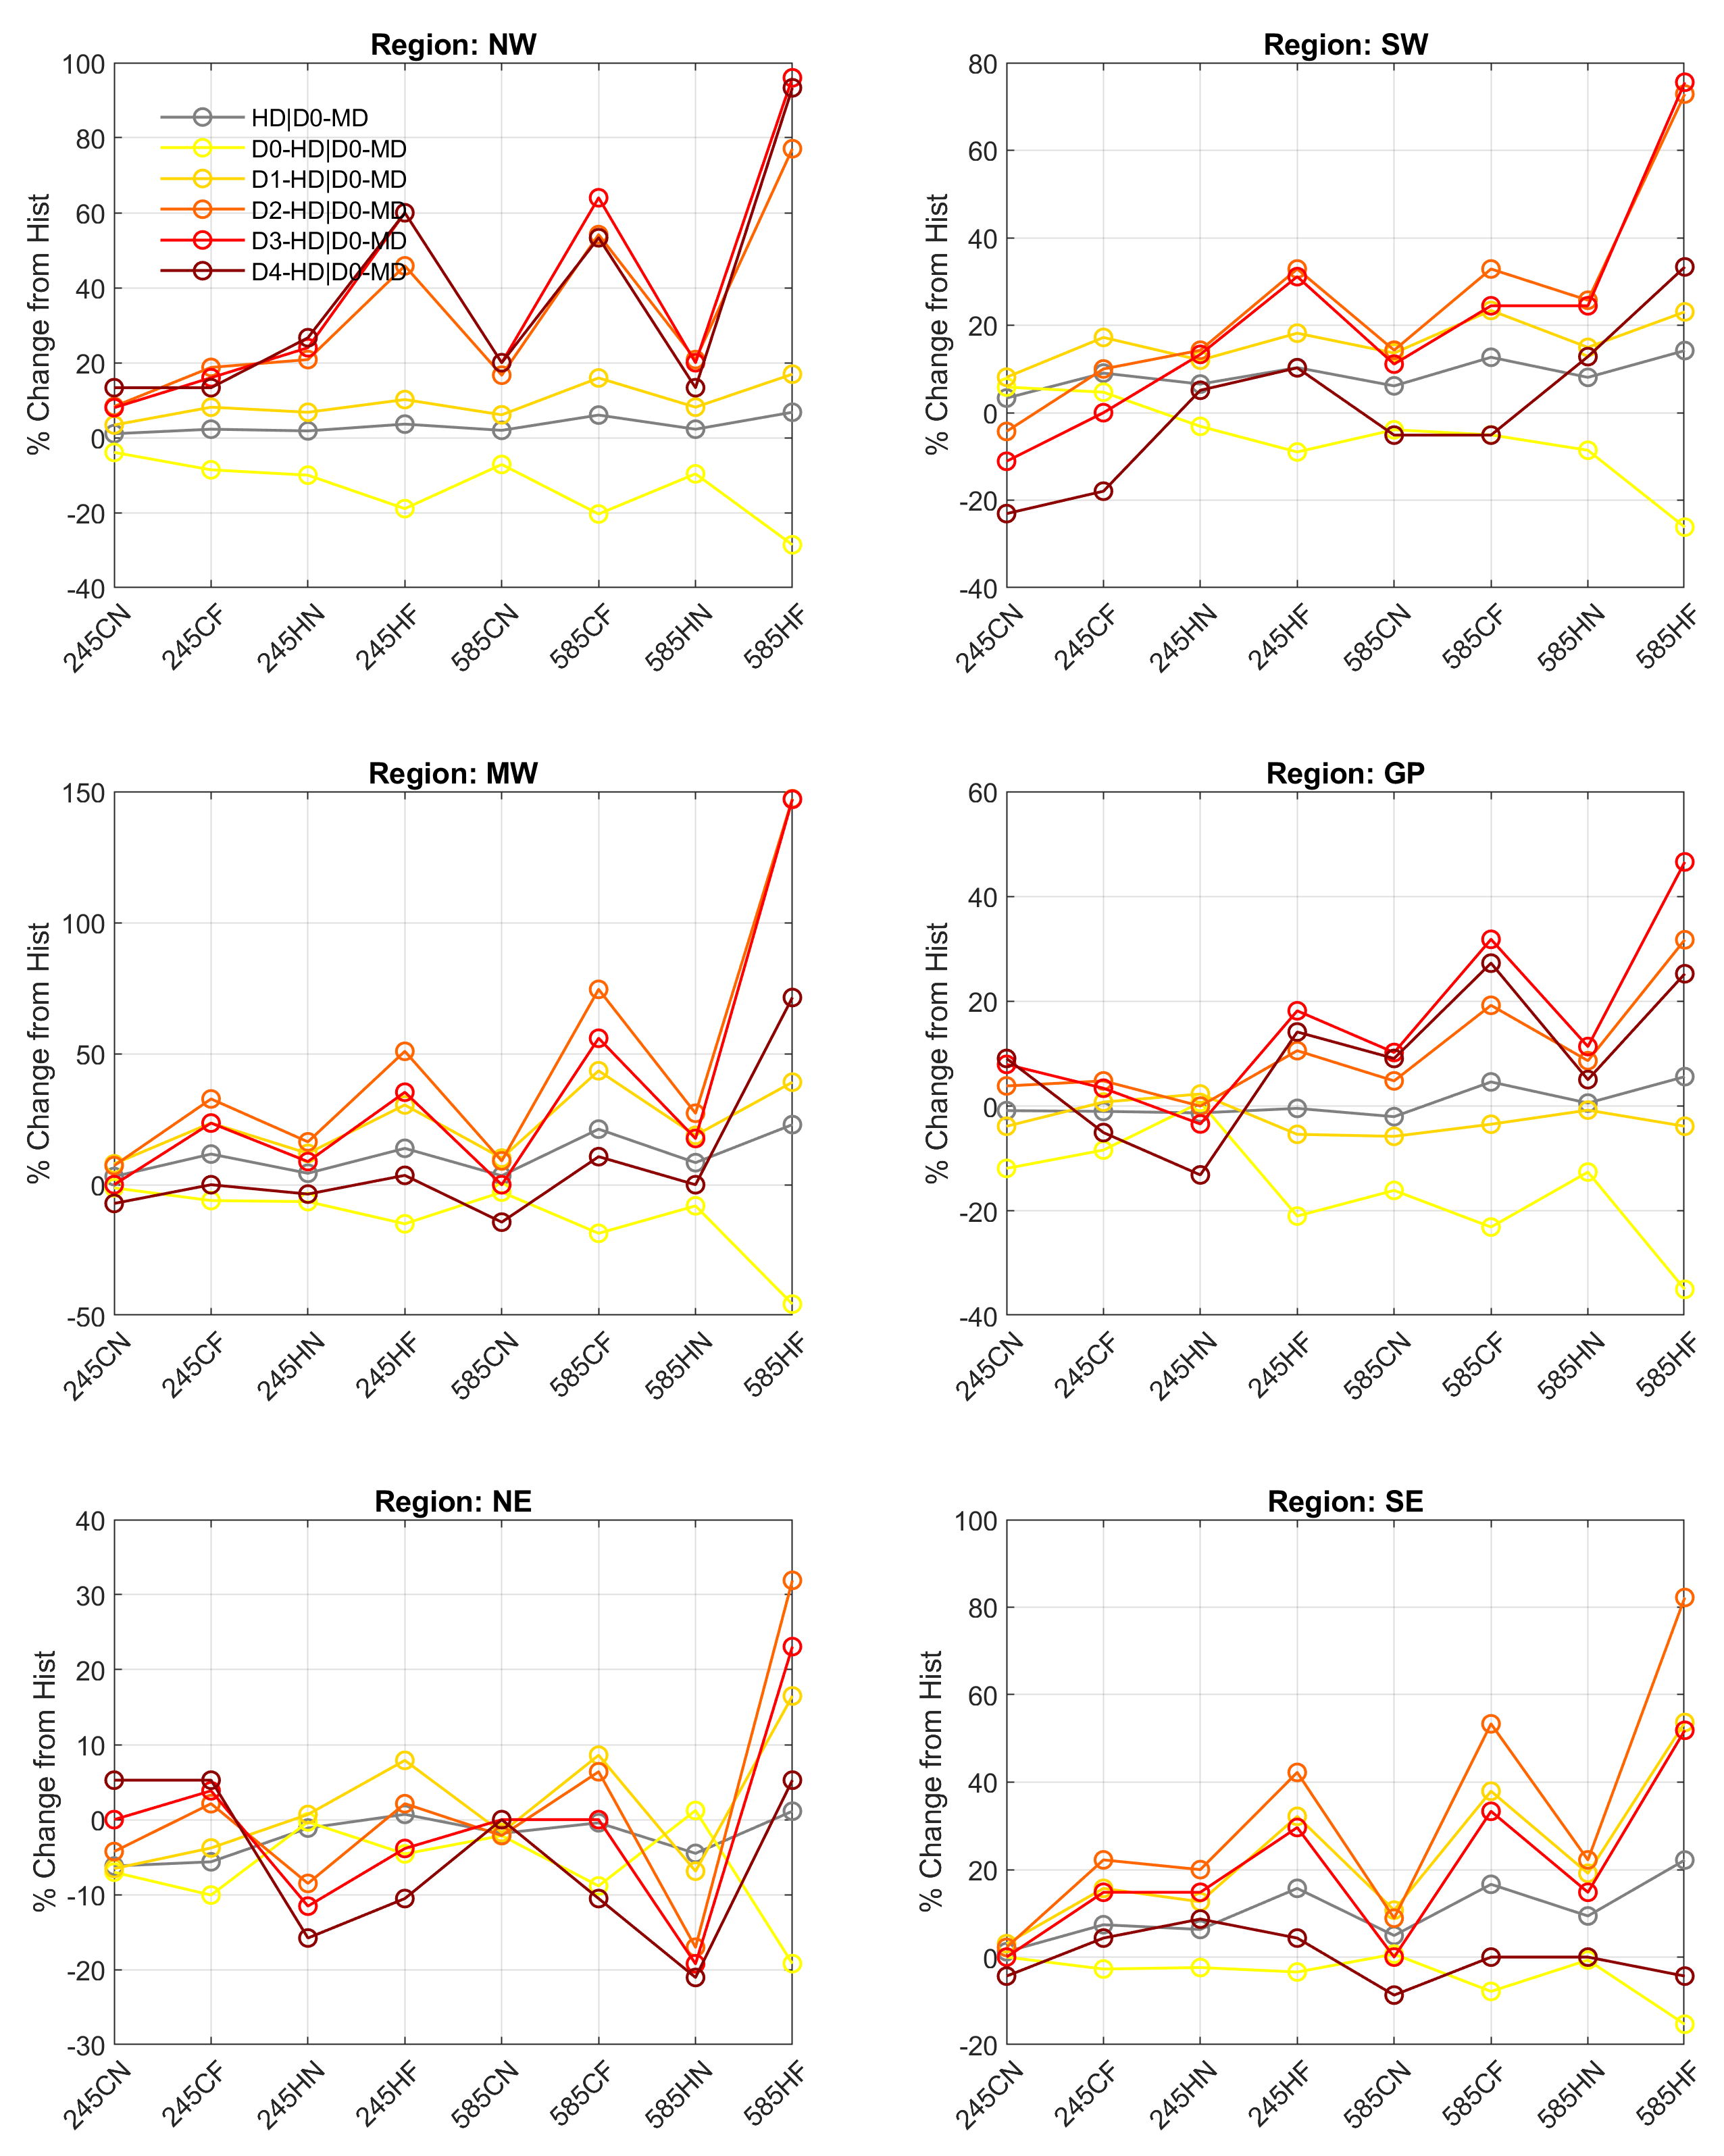 Region: NW
% Change from Hist
100
80
60
40
20
0
-20
-40
HD|D0-MD
D0-HD|D0-MD
D1-HD|D0-MD
D2-HD|D0-MD
D3-HD|D0-MD
D4-HD|D0-MD
245CN 245CF 245HN 245HF 585CN 585CF 585HN 585HF
Region: SW
% Change from Hist
80
60
40
20
0
-20
-40
245CN 245CF 245HN 245HF 585CN 585CF 585HN 585HF
Region: MW
% Change from Hist
150
100
50
0
-50
245CN 245CF 245HN 245HF 585CN 585CF 585HN 585HF
Region: GP
% Change from Hist
60
40
20
0
-20
-40
245CN 245CF 245HN 245HF 585CN 585CF 585HN 585HF
Region: NE
% Change from Hist
40
30
20
10
0
-10
-20
-30
245CN 245CF 245HN 245HF 585CN 585CF 585HN 585HF
Region: SE
% Change from Hist
100
80
60
40
20
0
-20
245CN 245CF 245HN 245HF 585CN 585CF 585HN 585HF